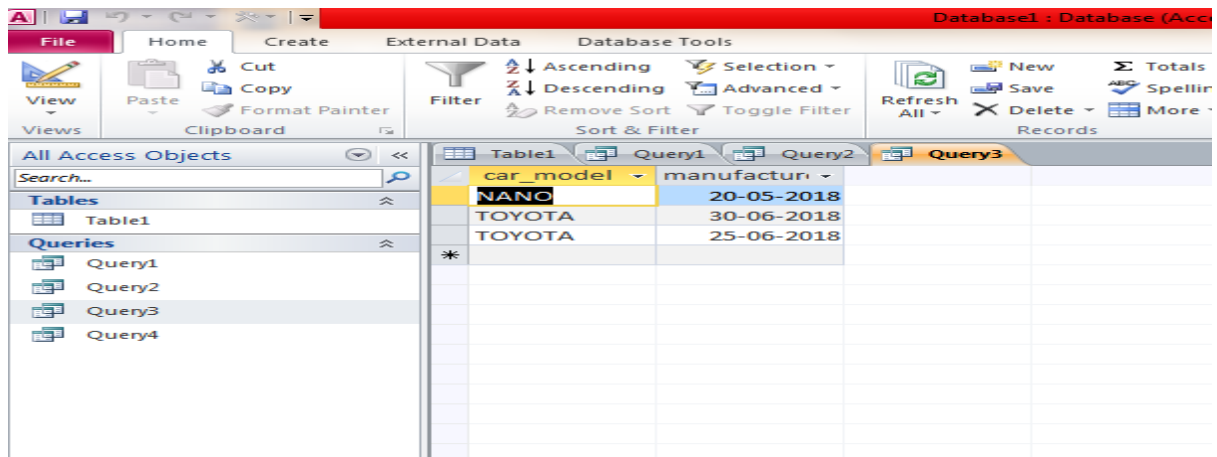 A
Database1 : Database (Acce
File Home Create External Data Database Tools
View
Views
Paste
Cut
Copy
Format Painter
Clipboard
Filter
Ascending
Descending
Remove Sort
Selection
Advanced
Toggle Filter
Sort & Filter
Refresh
All
New
Save
Delete
Σ Totals
ABC Spellin
More
Records
All Access Objects
Search...
Tables
Table1
Queries
Query1
Query2
Query3
Query4
Table1 Query1 Query2 Query3
car_model manufactur
NANO 20-05-2018
TOYOTA 30-06-2018
TOYOTA 25-06-2018